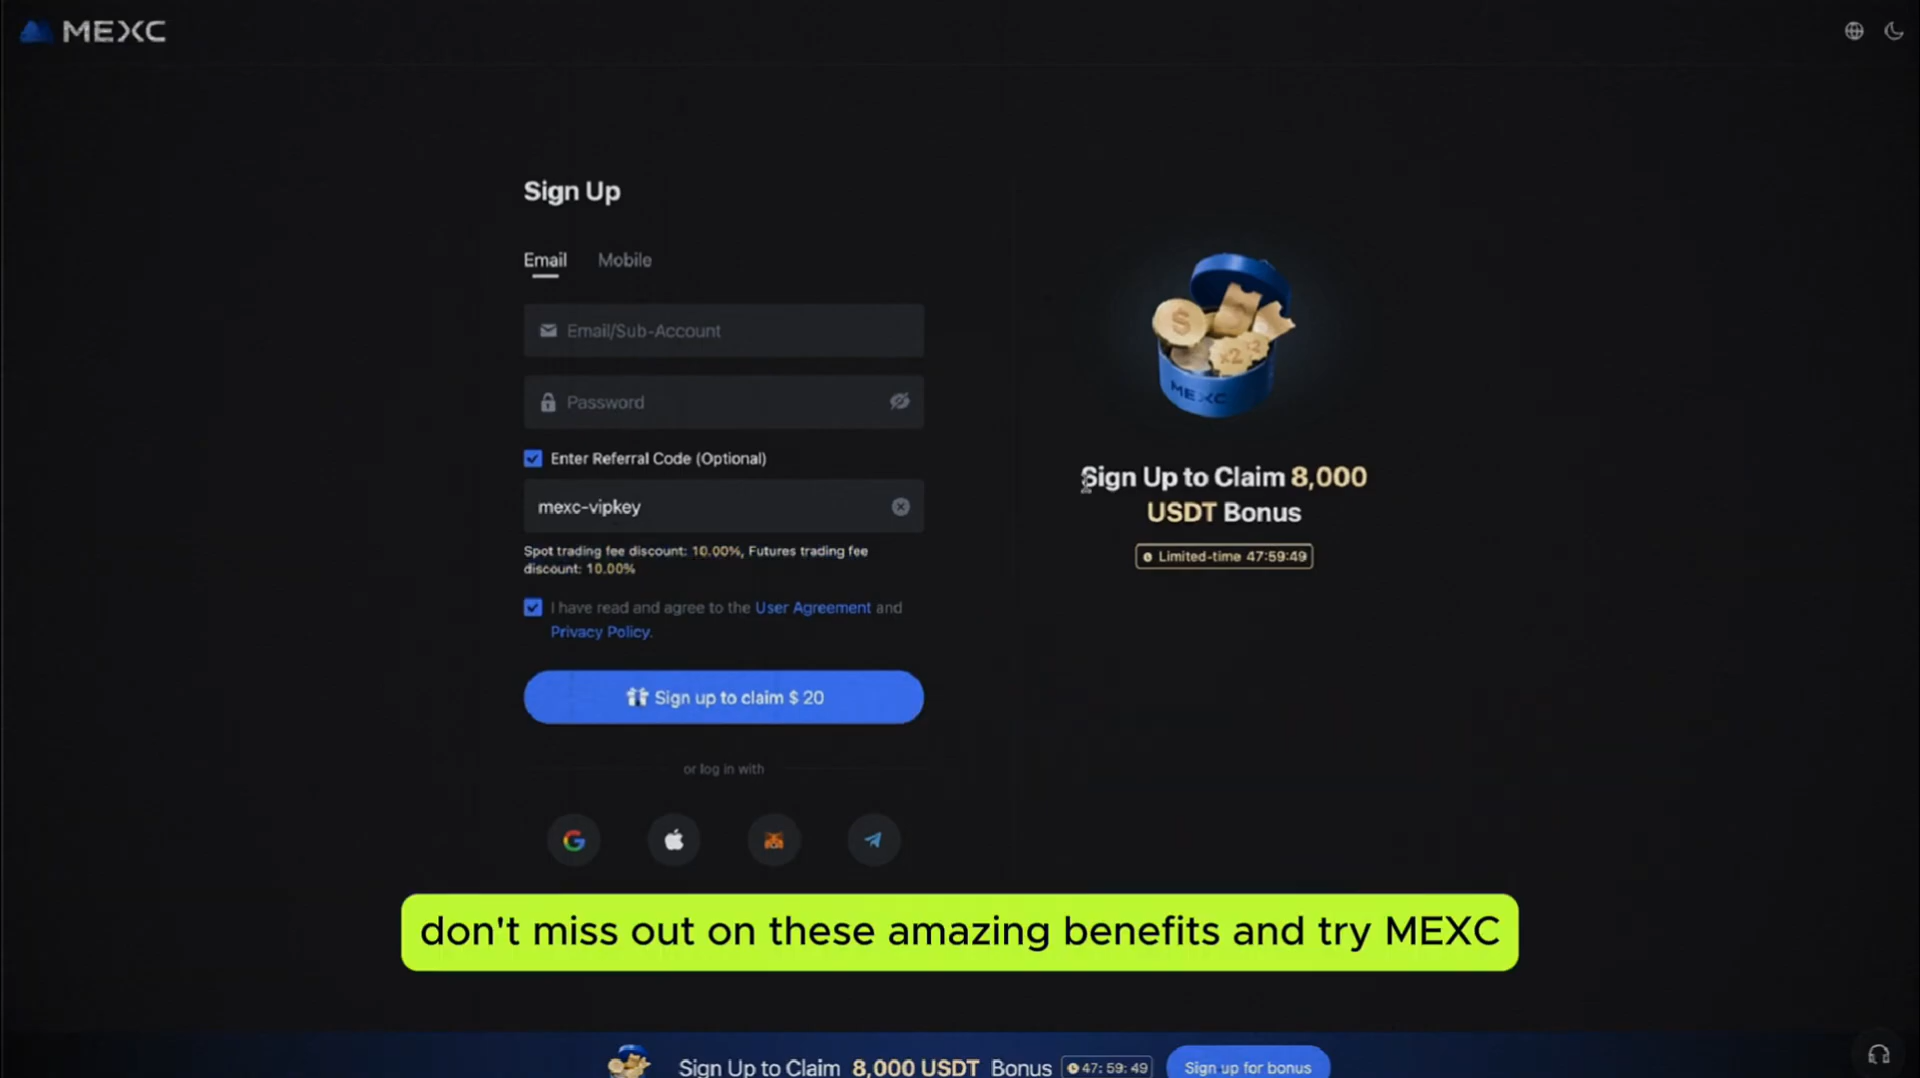 MEXC
Sign Up
Email Mobile
Email/Sub-Account
Password
Enter Referral Code (Optional)
mexc-vipkey
Spot trading fee discount: 10.00%, Futures trading fee
discount: 10.00%
I have read and agree to the User Agreement and
Privacy Policy.
Sign up to claim $ 20
or log in with
$
x2 x2
MEXC
Sign Up to Claim 8,000
USDT Bonus
Limited-time 47:59:49
don't miss out on these amazing benefits and try MEXC
Sign Up to Claim 8,000 USDT Bonus 47: 59: 49 Sign up for bonus